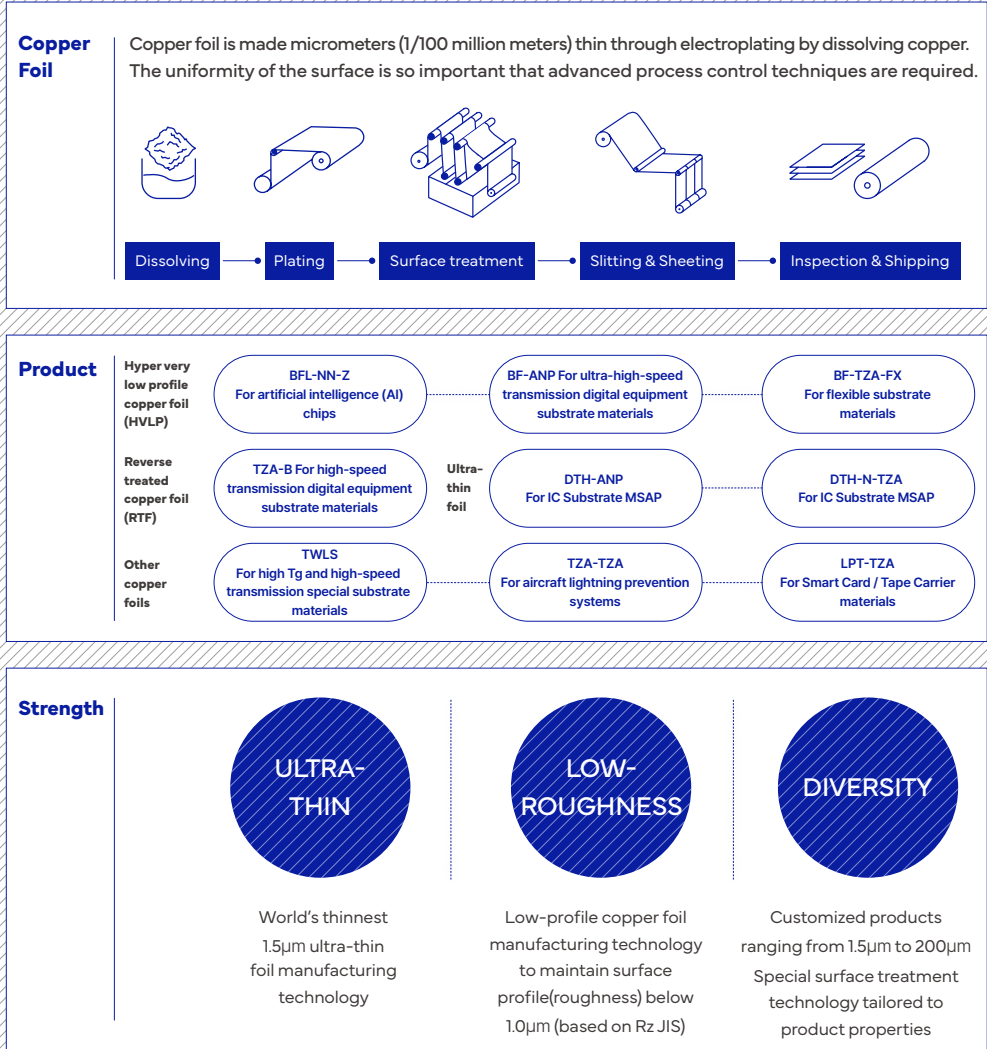 Copper
Foil
Copper foil is made micrometers (1/100 million meters) thin through electroplating by dissolving copper.
The uniformity of the surface is so important that advanced process control techniques are required.
Dissolving
Plating
Surface treatment
Slitting & Sheeting
Inspection & Shipping
Product
Hyper very
low profile
copper foil
(HVLP)
BFL-NN-Z
For artificial intelligence (AI)
chips
BF-ANP For ultra-high-speed
transmission digital equipment
substrate materials
BF-TZA-FX
For flexible substrate
materials
Reverse
treated
copper foil
(RTF)
TZA-B For high-speed
transmission digital equipment
substrate materials
Ultra-
thin
foil
DTH-ANP
For IC Substrate MSAP
DTH-N-TZA
For IC Substrate MSAP
Other
copper
foils
TWLS
For high Tg and high-speed
transmission special substrate
materials
TZA-TZA
For aircraft lightning prevention
systems
LPT-TZA
For Smart Card / Tape Carrier
materials
Strength
ULTRA-
THIN
World's thinnest
1.5μm ultra-thin
foil manufacturing
technology
LOW-
ROUGHNESS
Low-profile copper foil
manufacturing technology
to maintain surface
profile(roughness) below
1.0μm (based on Rz JIS)
DIVERSITY
Customized products
ranging from 1.5μm to 200μm
Special surface treatment
technology tailored to
product properties